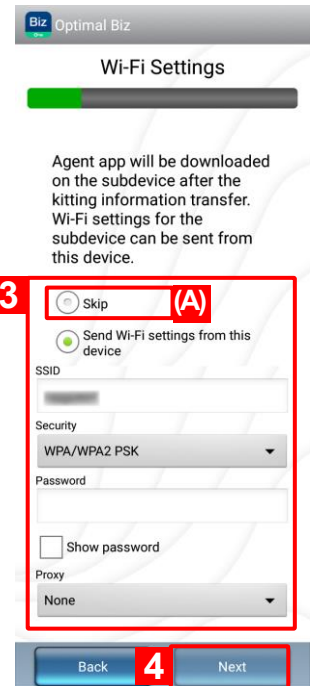 Biz Optimal Biz
Wi-Fi Settings
Agent app will be downloaded
on the subdevice after the
kitting information transfer.
Wi-Fi settings for the
subdevice can be sent from
this device.
3
Skip (A)
Send Wi-Fi settings from this
device
SSID
Security
WPA/WPA2 PSK
Password
Show password
Proxy
None
Back 4 Next